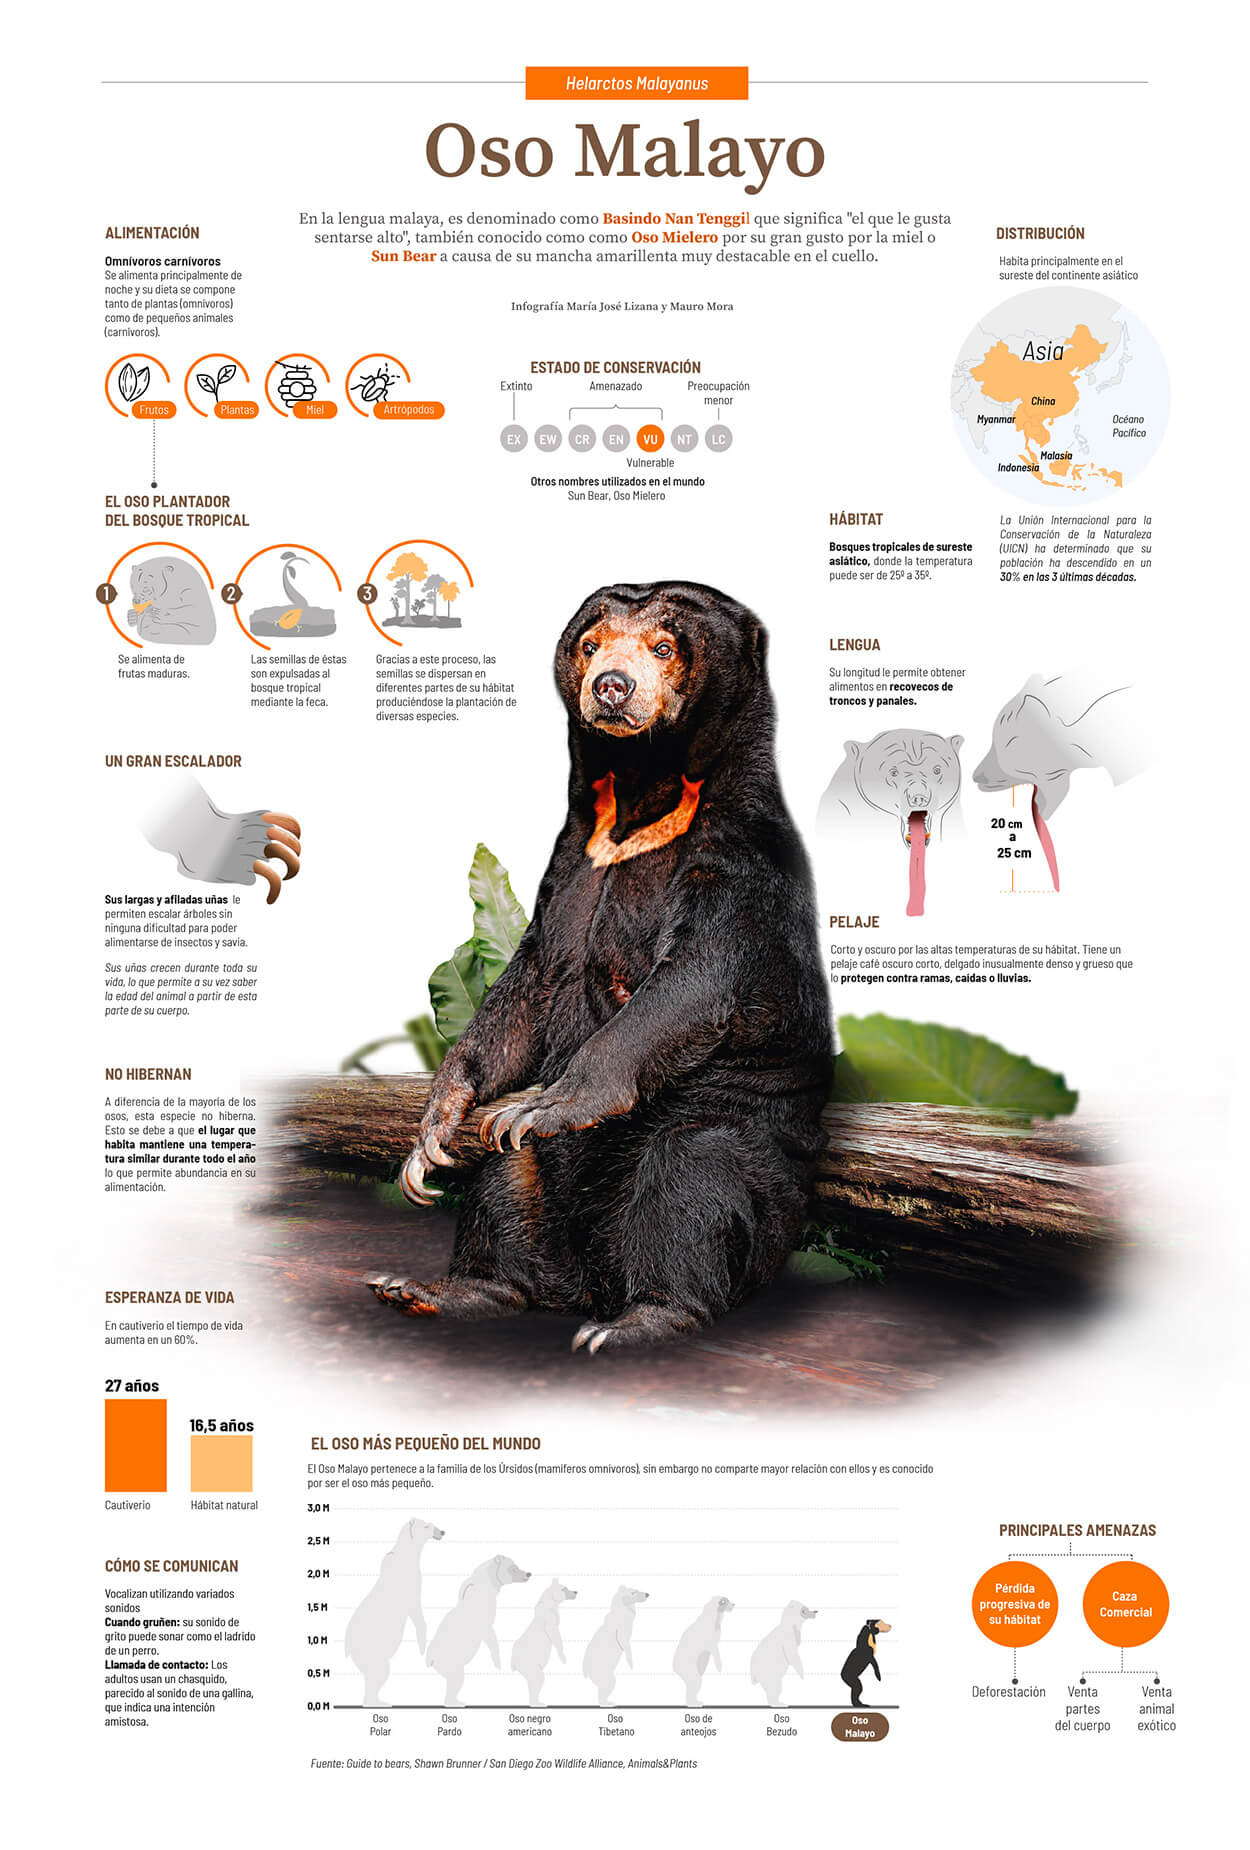 Helarctos Malayanus
Oso Malayo
En la lengua malaya, es denominado como Basindo Nan Tenggil que significa "el que le gusta
sentarse alto", también conocido como como Oso Mielero por su gran gusto por la miel o
Sun Bear a causa de su mancha amarillenta muy destacable en el cuello.
Infografía María José Lizana y Mauro Mora
ALIMENTACIÓN
Omnívoros carnívoros
Se alimenta principalmente de
noche y su dieta se compone
tanto de plantas (omnívoros)
como de pequeños animales
(carnívoros).
Frutos
Plantas
Miel
Artrópodos
ESTADO DE CONSERVACIÓN
Extinto
Amenazado
Preocupación
menor
EX
EW
CR
EN
VU
NT
LC
Vulnerable
Otros nombres utilizados en el mundo
Sun Bear, Oso Mielero
DISTRIBUCIÓN
Habita principalmente en el
sureste del continente asiático
Asia
China
Myanmar
Océano
Pacífico
Malasia
Indonesia
La Unión Internacional para la
Conservación de la Naturaleza
(UICN) ha determinado que su
población ha descendido en un
30% en las 3 últimas décadas.
EL OSO PLANTADOR
DEL BOSQUE TROPICAL
1
Se alimenta de
frutas maduras.
2
Las semillas de éstas
son expulsadas al
bosque tropical
mediante la feca.
3
Gracias a este proceso, las
semillas se dispersan en
diferentes partes de su hábitat
produciéndose la plantación de
diversas especies.
HÁBITAT
Bosques tropicales de sureste
asiático, donde la temperatura
puede ser de 25º a 35º.
LENGUA
Su longitud le permite obtener
alimentos en recovecos de
troncos y panales.
20 cm
a
25 cm
UN GRAN ESCALADOR
Sus largas y afiladas uñas le
permiten escalar árboles sin
ninguna dificultad para poder
alimentarse de insectos y savia.
Sus uñas crecen durante toda su
vida, lo que permite a su vez saber
la edad del animal a partir de esta
parte de su cuerpo.
PELAJE
Corto y oscuro por las altas temperaturas de su hábitat. Tiene un
pelaje café oscuro corto, delgado inusualmente denso y grueso que
lo protegen contra ramas, caídas o lluvias.
NO HIBERNAN
A diferencia de la mayoría de los
osos, esta especie no hiberna.
Esto se debe a que el lugar que
habita mantiene una tempera-
tura similar durante todo el año
lo que permite abundancia en su
alimentación.
ESPERANZA DE VIDA
En cautiverio el tiempo de vida
aumenta en un 60%.
27 años
16,5 años
Cautiverio
Hábitat natural
CÓMO SE COMUNICAN
Vocalizan utilizando variados
sonidos
Cuando gruñen: su sonido de
grito puede sonar como el ladrido
de un perro.
Llamada de contacto: Los
adultos usan un chasquido,
parecido al sonido de una gallina,
que indica una intención
amistosa.
EL OSO MÁS PEQUEÑO DEL MUNDO
El Oso Malayo pertenece a la familia de los Úrsidos (mamíferos omnívoros), sin embargo no comparte mayor relación con ellos y es conocido
por ser el oso más pequeño.
3,0 M
2,5 M
2,0 M
1,5 M
1,0 M
0,5 M
0,0 M
Oso
Polar
Oso
Pardo
Oso negro
americano
Oso
Tibetano
Oso de
anteojos
Oso
Bezudo
Oso
Malayo
Fuente: Guide to bears, Shawn Brunner / San Diego Zoo Wildlife Alliance, Animals&Plants
PRINCIPALES AMENAZAS
Pérdida
progresiva de
su hábitat
Caza
Comercial
Deforestación
Venta
partes
del cuerpo
Venta
animal
exótico